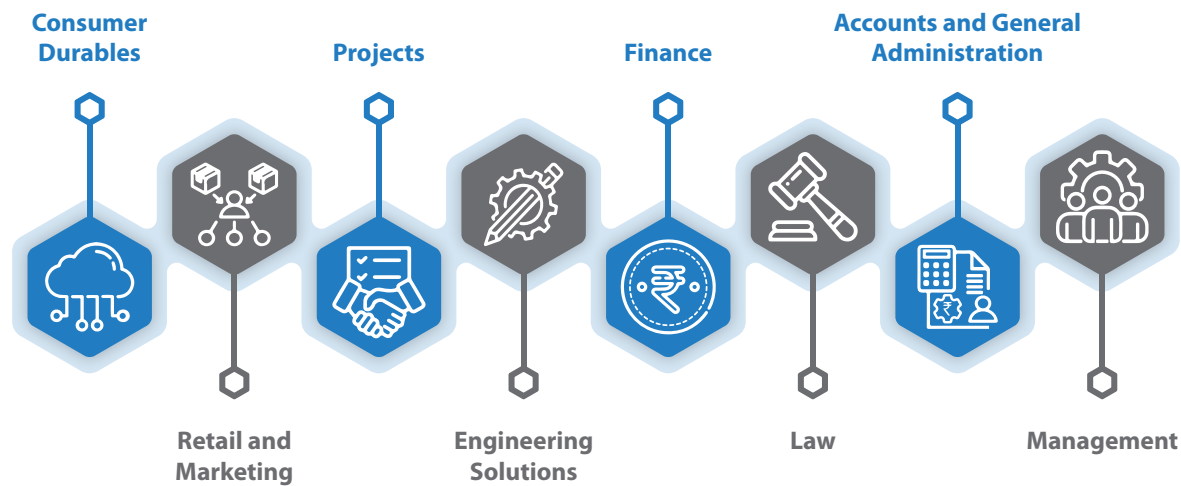 Consumer
Durables
Projects
Finance
Accounts and General
Administration
₹
₹
Retail and
Marketing
Engineering
Solutions
Law
Management